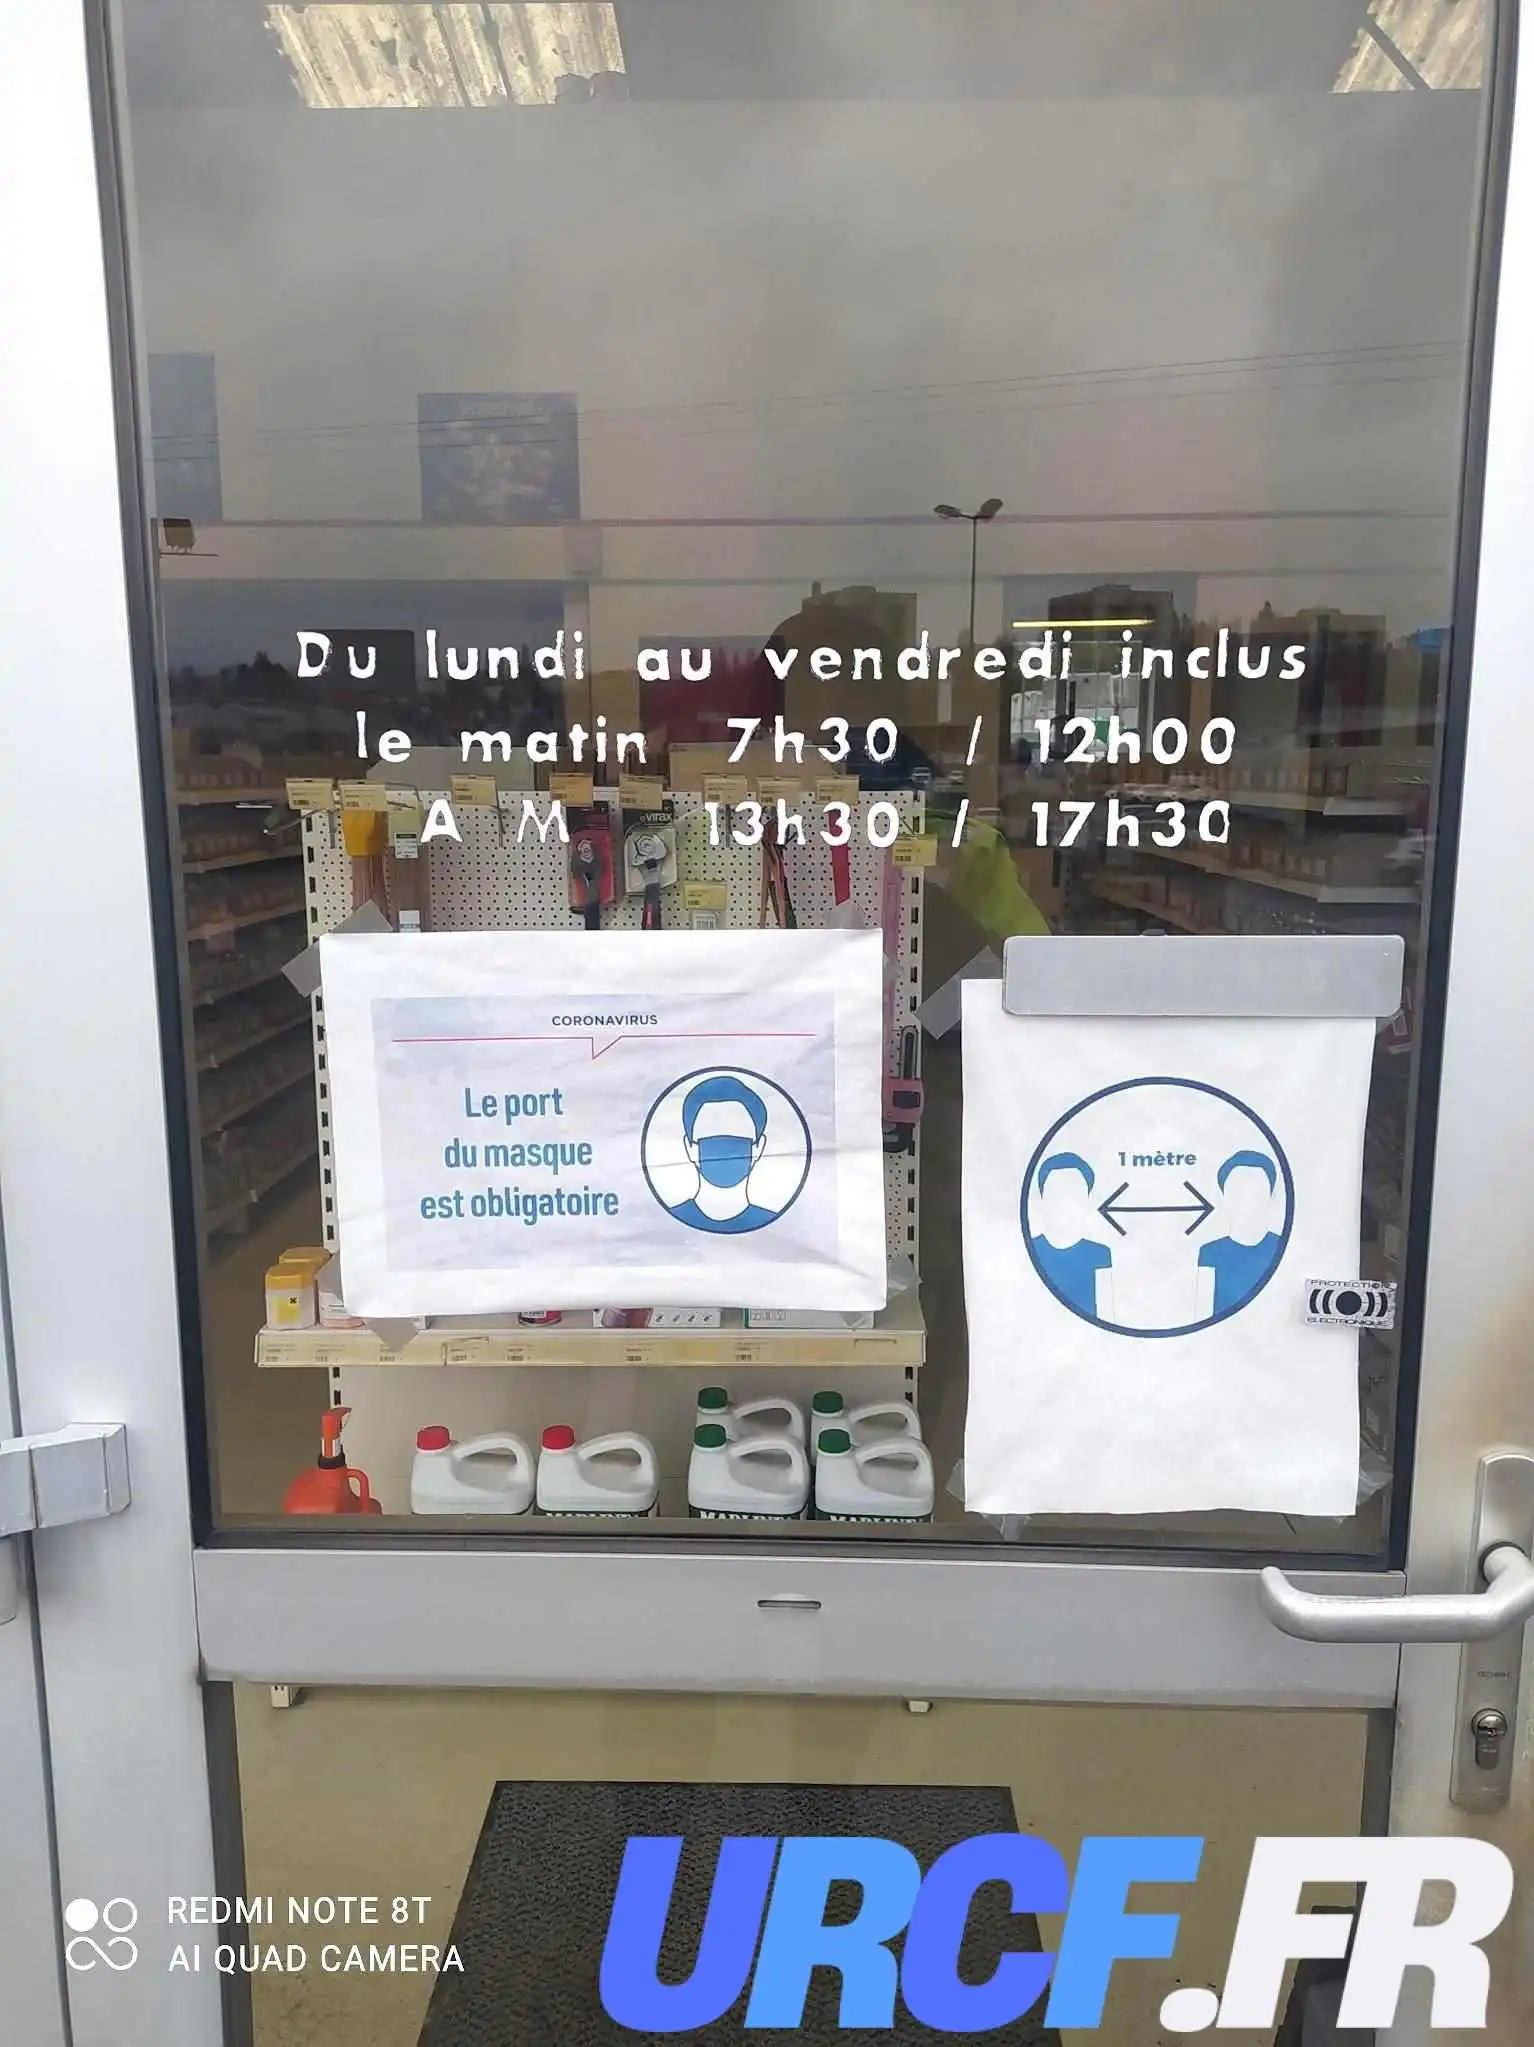 Du lundi au vendredi inclus
le matin 7h30 / 12h00
A M 13h30 / 17h30
virax
CORONAVIRUS
Le port
du masque
est obligatoire
1 mètre
PROTECTION
ELECTRONIQUE
REDMI NOTE 8T
AI QUAD CAMERA
URCF.FR